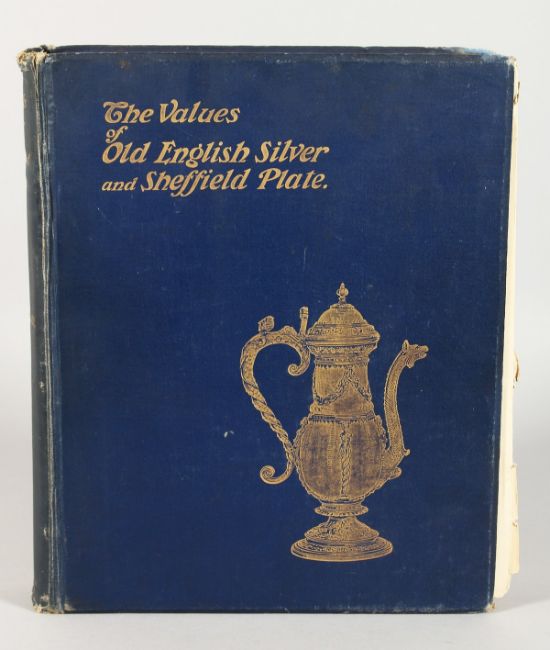 The Values
of
Old English Silver
and Sheffield Plate.